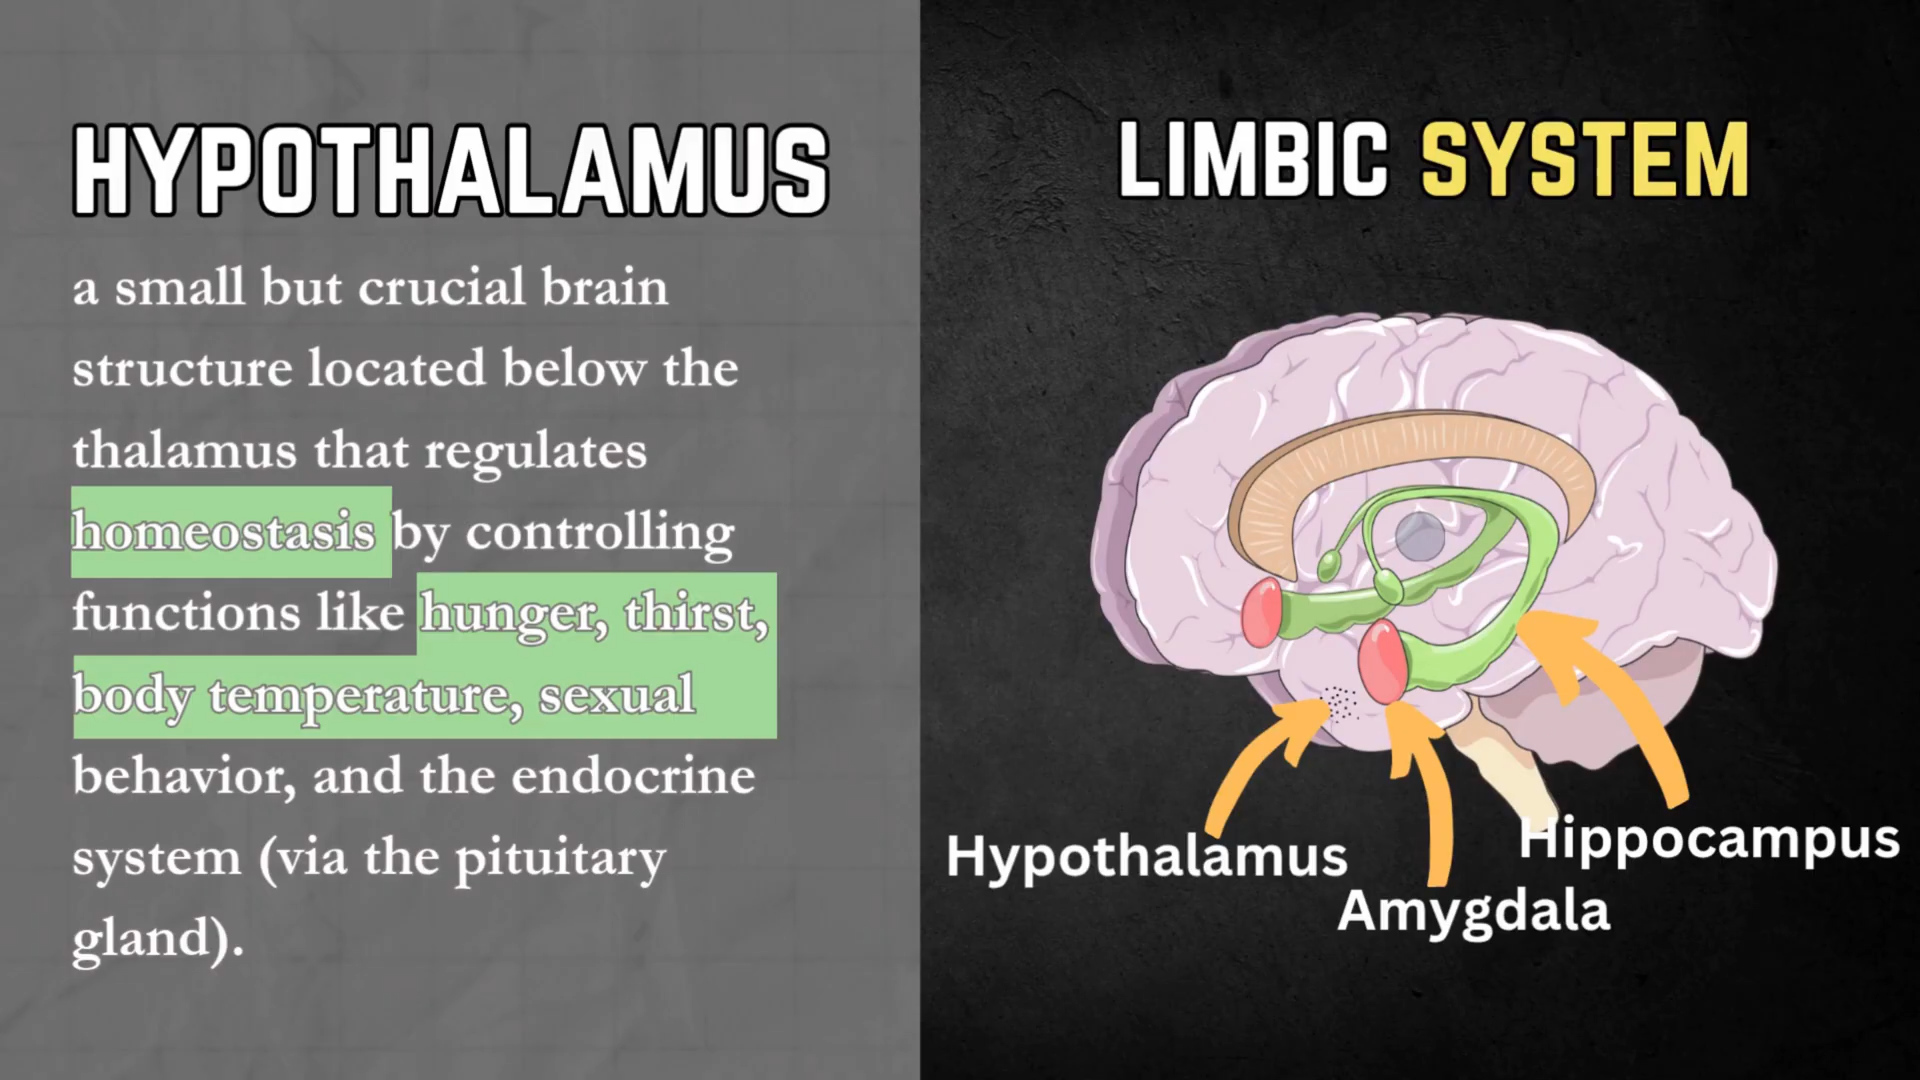 HYPOTHALAMUS
a small but crucial brain
structure located below the
thalamus that regulates
homeostasis by controlling
functions like hunger, thirst,
body temperature, sexual
behavior, and the endocrine
system (via the pituitary
gland).
LIMBIC SYSTEM
Hypothalamus
Amygdala
Hippocampus